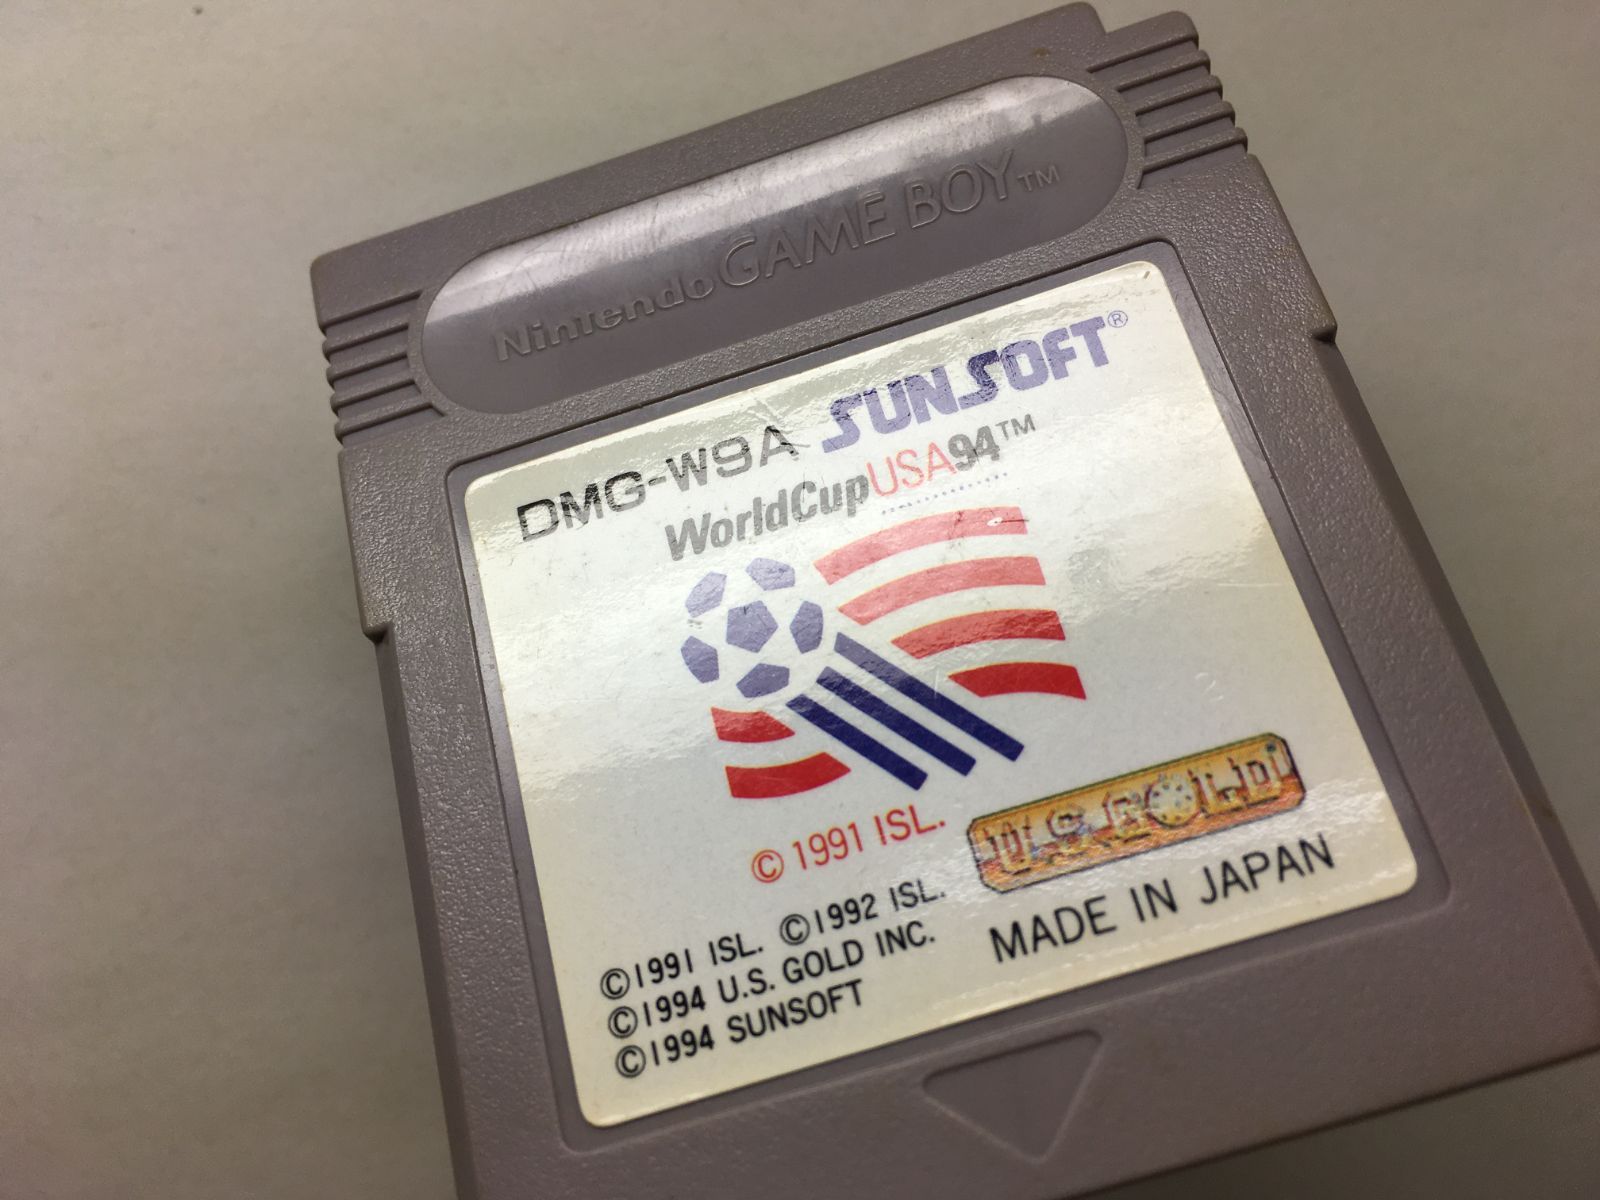 Nintendo GAME BOY™
DMG-W9A SUNSOFT®
WorldCupUSA94™
© 1991 ISL.
U.S. GOLD
©1991 ISL. ©1992 ISL.
©1994 U.S. GOLD INC.
©1994 SUNSOFT
MADE IN JAPAN